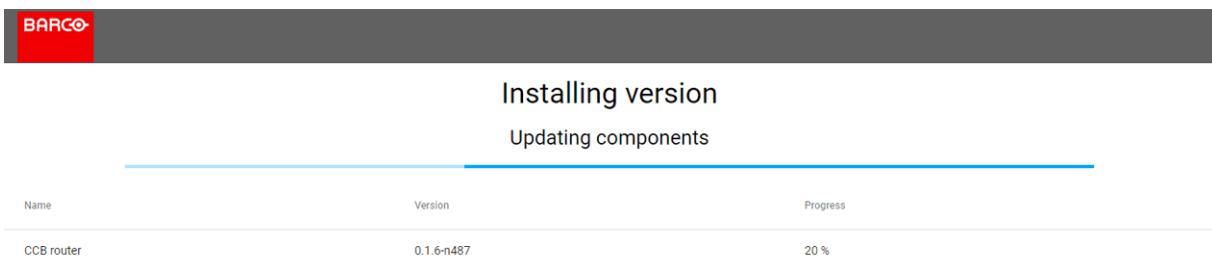 BARCO
Installing version
Updating components
Name Version Progress
CCB router 0.1.6-n487 20 %